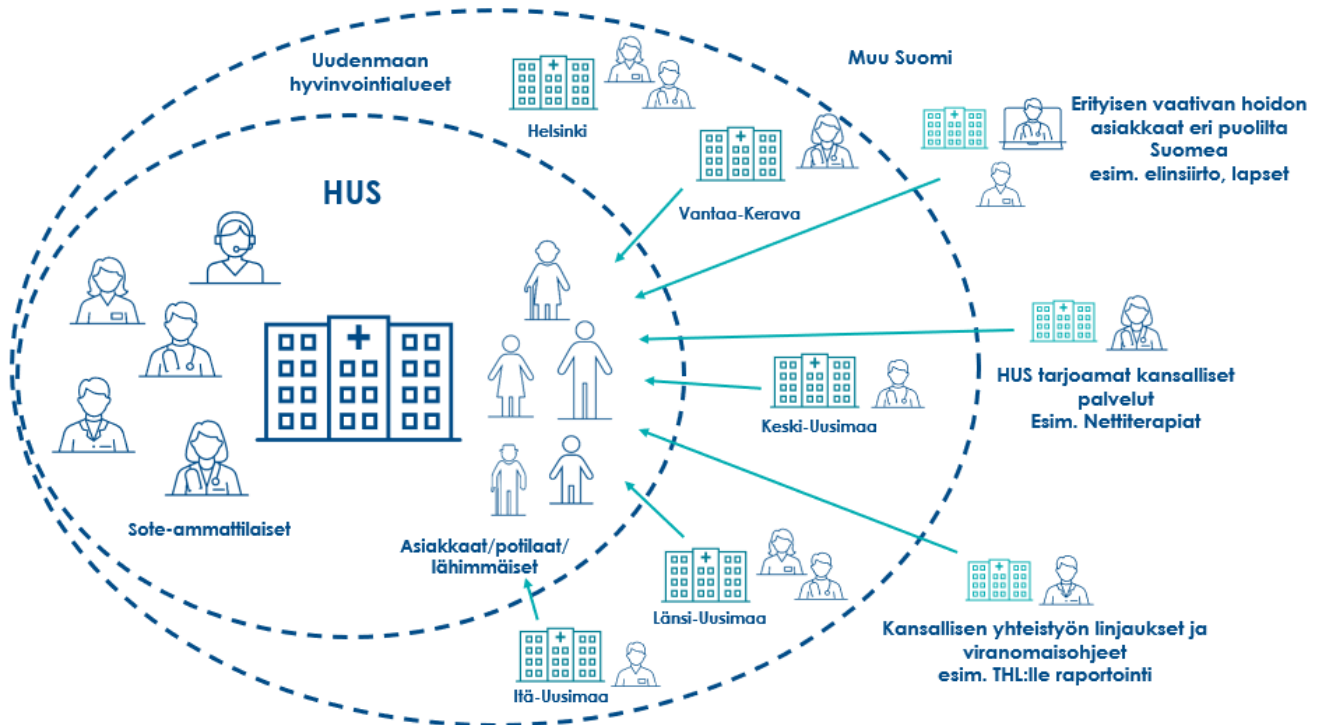 Uudenmaan
hyvinvointialueet
Helsinki
Muu Suomi
Erityisen vaativan hoidon
asiakkaat eri puolilta
Suomea
esim. elinsiirto, lapset
HUS
Vantaa-Kerava
HUS tarjoamat kansalliset
palvelut
Esim. Nettiterapiat
Keski-Uusimaa
Sote-ammattilaiset
Asiakkaat/potilaat/
lähimmäiset
Länsi-Uusimaa
Kansallisen yhteistyön linjaukset ja
viranomaisohjeet
esim. THL:lle raportointi
Itä-Uusimaa